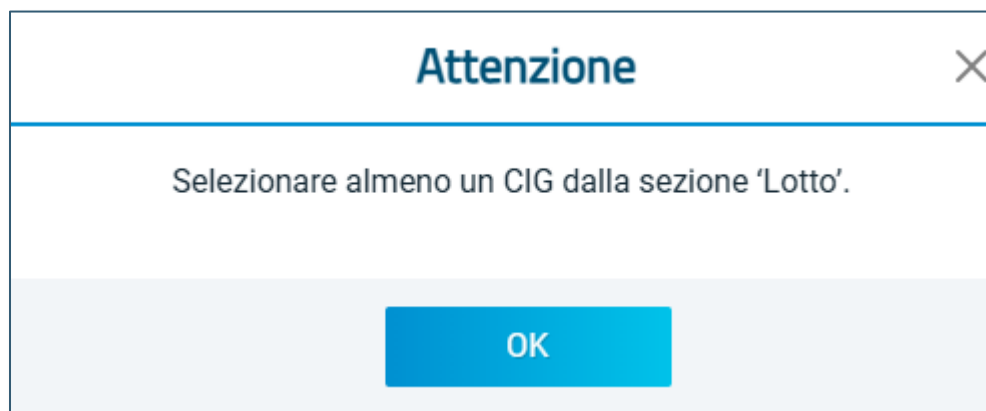 Attenzione
Selezionare almeno un CIG dalla sezione ‘Lotto’.
OK